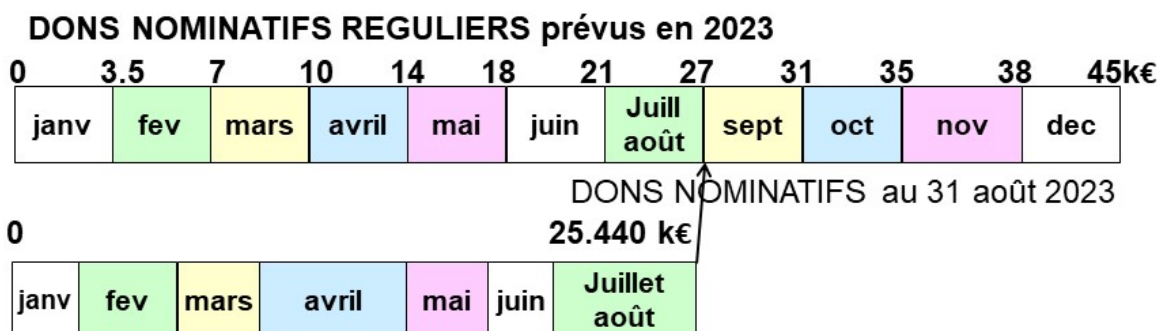 DONS NOMINATIFS REGULIERS prévus en 2023
0 3.5 7 10 14 18 21 27 31 35 38 45k€
janv fev mars avril mai juin Juill août sept oct nov dec
DONS NOMINATIFS au 31 août 2023
0 25.440 k€
janv fev mars avril mai juin Juillet août